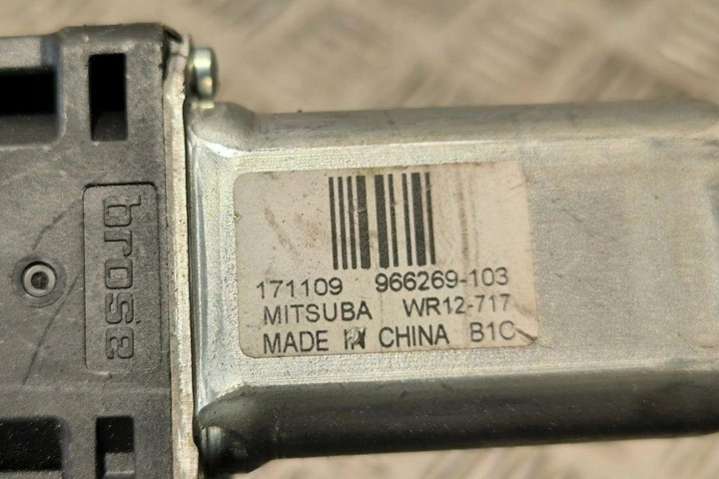 brose
171109 966269-103
MITSUBA WR12-717
MADE IN CHINA B1C